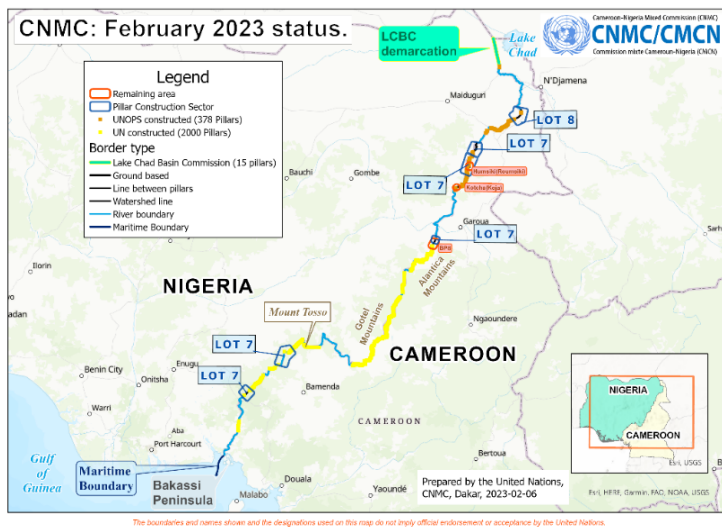 CNMC: February 2023 status.
Cameroon-Nigeria Mixed Commission (CNMC)
CNMC/CMCN
Commission mixte Cameroun-Nigeria (CMCN)
LCBC
demarcation
Lake
Chad
Legend
Remaining area
Pillar Construction Sector
UNOPS constructed (378 Pillars)
UN constructed (2000 Pillars)
Border type
Lake Chad Basin Commission (15 pillars)
Ground based
Line between pillars
Watershed line
River boundary
Maritime Boundary
N'Djamena
Maiduguri
LOT 8
LOT 7
LOT 7
Bauchi
Gombe
Garoua
LOT 7
Sarh
Ilorin
NIGERIA
Alantica
Mountains
Gotel
Mountains
Mount Tosso
Ngaoundere
CAMEROON
LOT 7
Enugu
Benin City
Onitsha
LOT 7
Bamenda
Warri
Aba
Port Harcourt
CAMEROON
NIGERIA
CAMEROON
Esri, USGS
Gulf
of
Guinea
Maritime
Boundary
Bakassi
Peninsula
Malabo
Douala
Yaoundé
Bertoua
Prepared by the United Nations,
CNMC, Dakar, 2023-02-06
Esri, HERE, Garmin, FAO, NOAA, USGS
The boundaries and names shown and the designations used on this map do not imply official endorsement or acceptance by the United Nations.